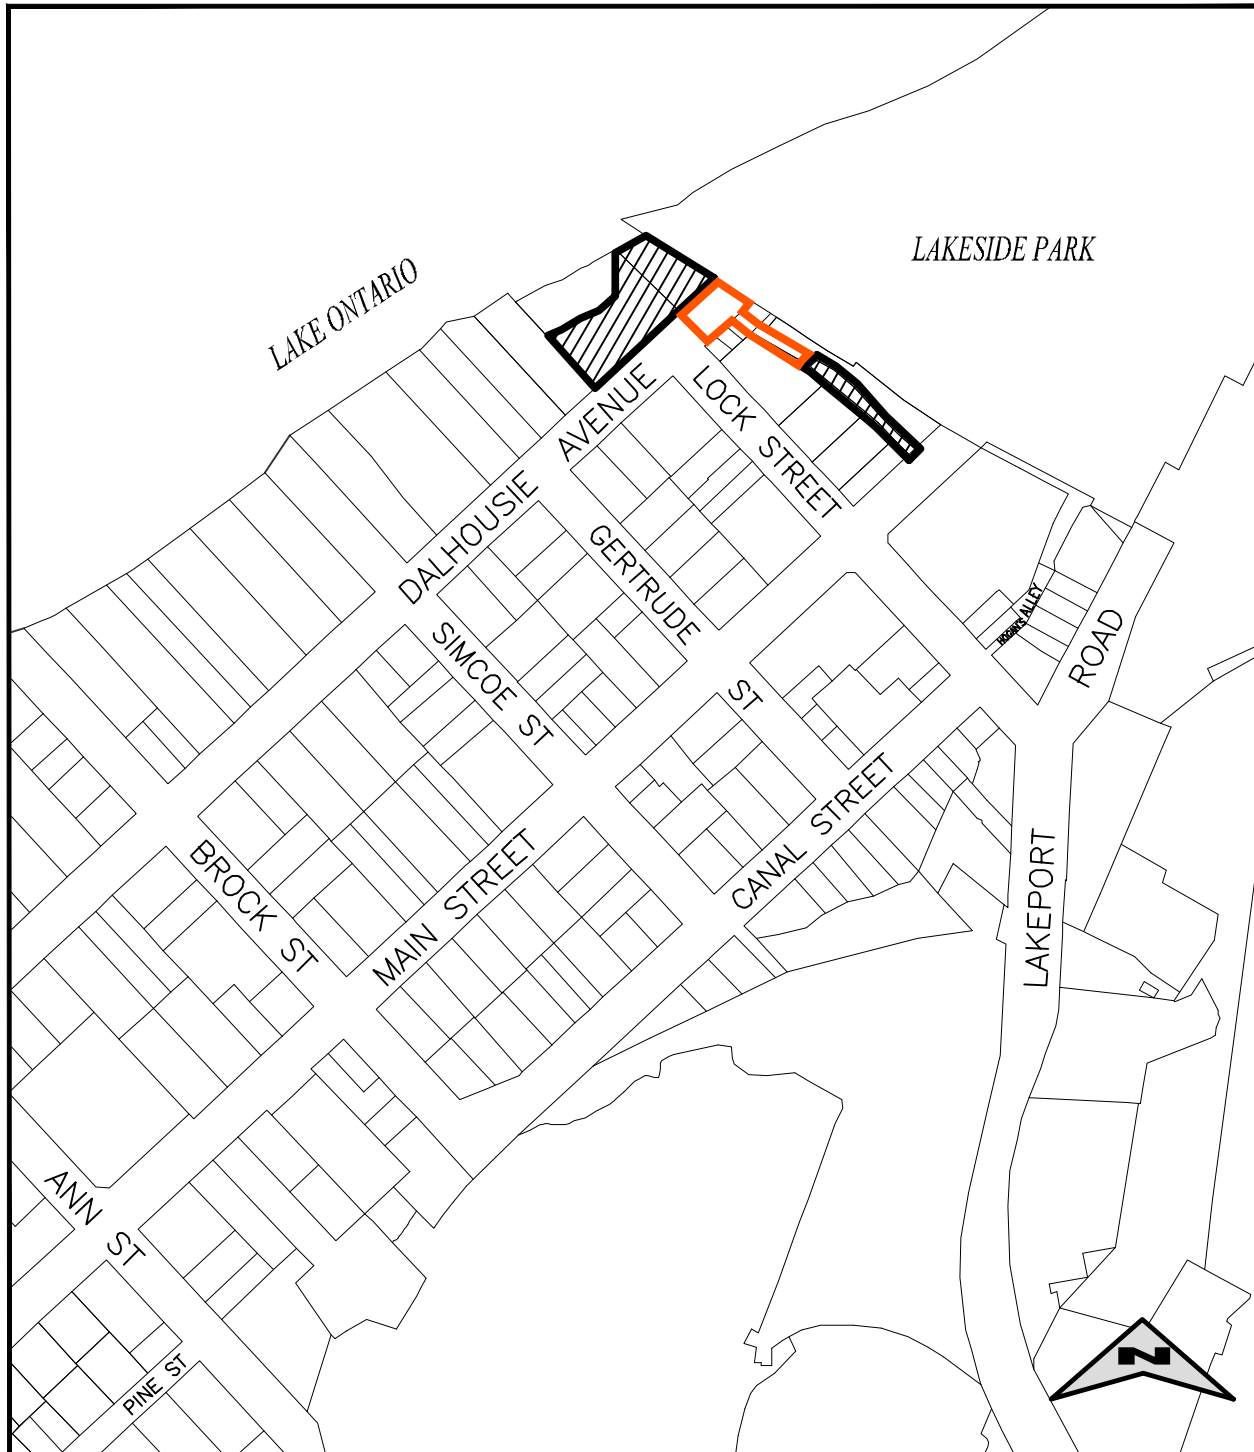 LAKESIDE PARK
LAKE ONTARIO
DALHOUSIE AVENUE
LOCK STREET
GERTRUDE ST
SIMCOE ST
HOGAN'S ALLEY
LAKEPORT ROAD
CANAL STREET
MAIN STREET
BROCK ST
ANN ST
PINE ST
N